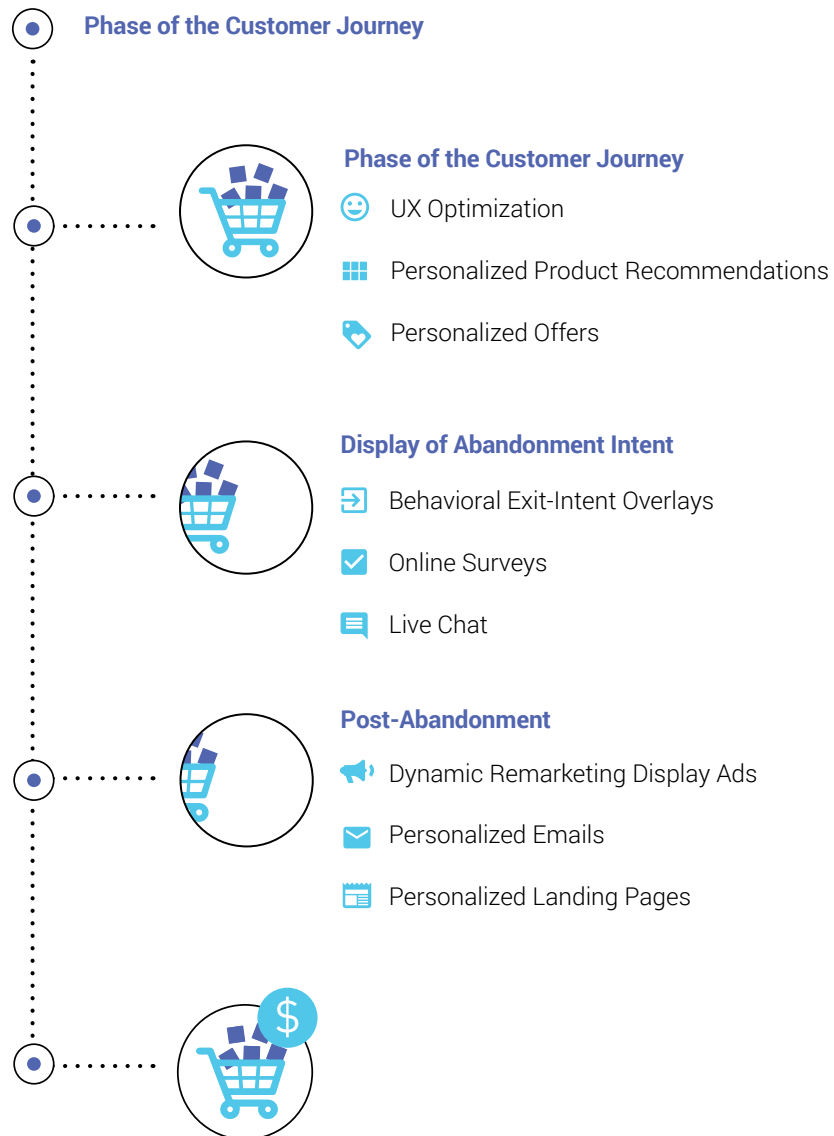 Phase of the Customer Journey
Phase of the Customer Journey
UX Optimization
Personalized Product Recommendations
Personalized Offers
Display of Abandonment Intent
Behavioral Exit-Intent Overlays
Online Surveys
Live Chat
Post-Abandonment
Dynamic Remarketing Display Ads
Personalized Emails
Personalized Landing Pages
$